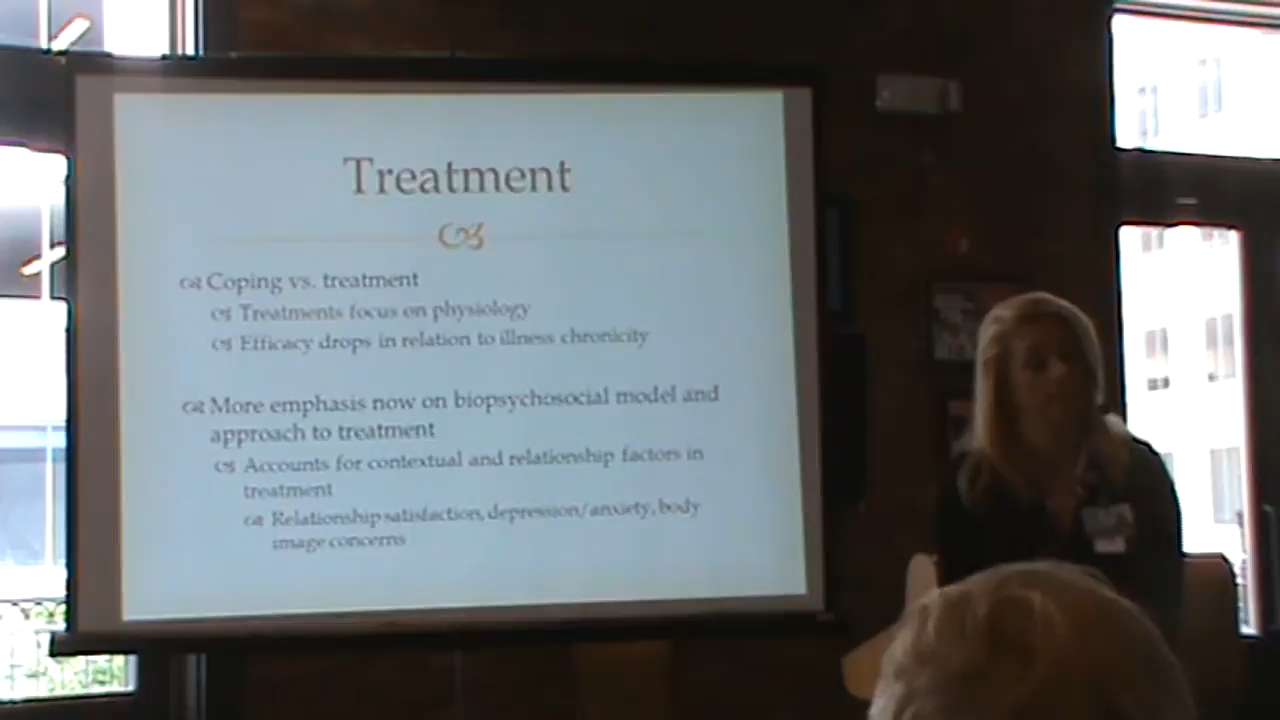 Treatment
Coping vs. treatment
Treatments focus on physiology
Efficacy drops in relation to illness chronicity
More emphasis now on biopsychosocial model and
approach to treatment
Accounts for contextual and relationship factors in
treatment
Relationship satisfaction, depression/anxiety, body
image concerns